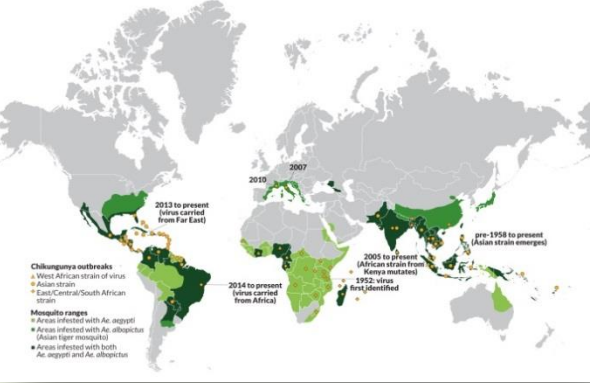 2007
2010
2013 to present
(virus carried
from Far East)
pre-1958 to present
(Asian strain emerges)
2005 to present
(African strain from
Kenya mutates)
1952: virus
first identified
2014 to present
(virus carried
from Africa)
Chikungunya outbreaks
West African strain of virus
Asian strain
East/Central/South African
strain
Mosquito ranges
Areas infested with Ae. aegypti
Areas infested with Ae. albopictus
(Asian tiger mosquito)
Areas infested with both
Ae. aegypti and Ae. albopictus